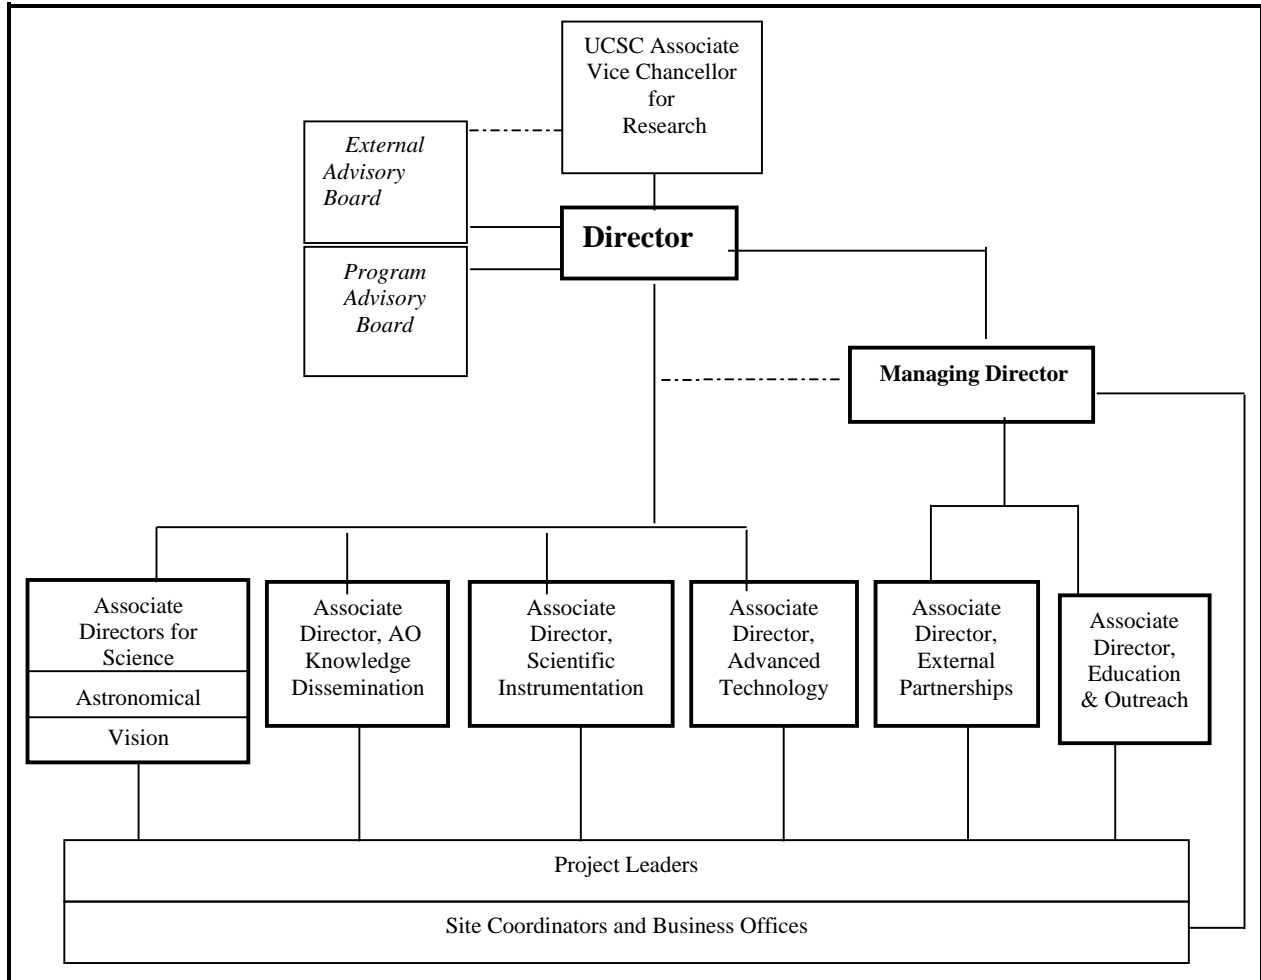 UCSC Associate
Vice Chancellor
for
Research
External
Advisory
Board
Director
Program
Advisory
Board
Managing Director
Associate
Directors for
Science
Astronomical
Vision
Associate
Director, AO
Knowledge
Dissemination
Associate
Director,
Scientific
Instrumentation
Associate
Director,
Advanced
Technology
Associate
Director,
External
Partnerships
Associate
Director,
Education
& Outreach
Project Leaders
Site Coordinators and Business Offices